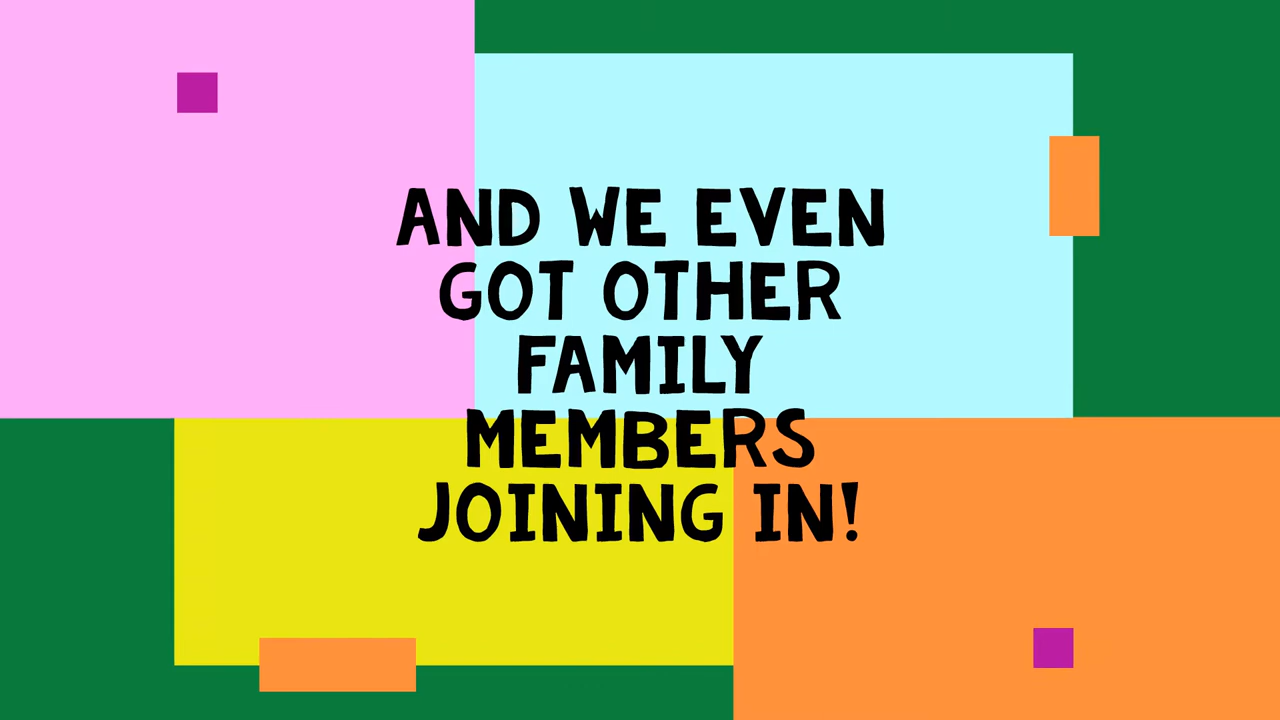 AND WE EVEN
GOT OTHER
FAMILY
MEMBERS
JOINING IN!